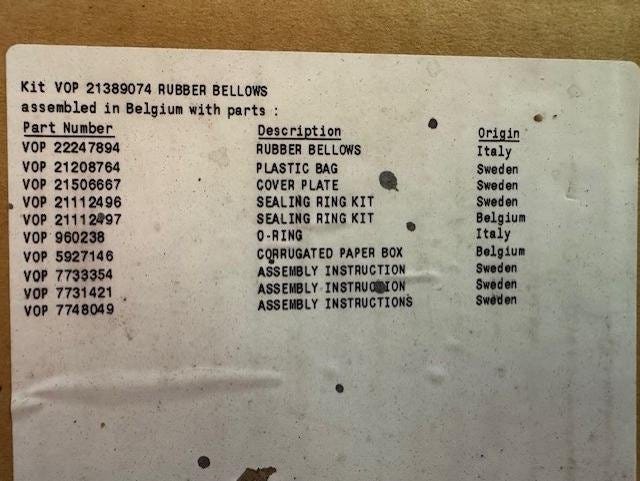 Kit VOP 21389074 RUBBER BELLOWS
assembled in Belgium with parts :
Part Number Description Origin
VOP 22247894 RUBBER BELLOWS Italy
VOP 21208764 PLASTIC BAG Sweden
VOP 21506667 COVER PLATE Sweden
VOP 21112496 SEALING RING KIT Sweden
VOP 21112497 SEALING RING KIT Belgium
VOP 960238 O-RING Italy
VOP 5927146 CORRUGATED PAPER BOX Belgium
VOP 7733354 ASSEMBLY INSTRUCTION Sweden
VOP 7731421 ASSEMBLY INSTRUCTION Sweden
VOP 7748049 ASSEMBLY INSTRUCTIONS Sweden